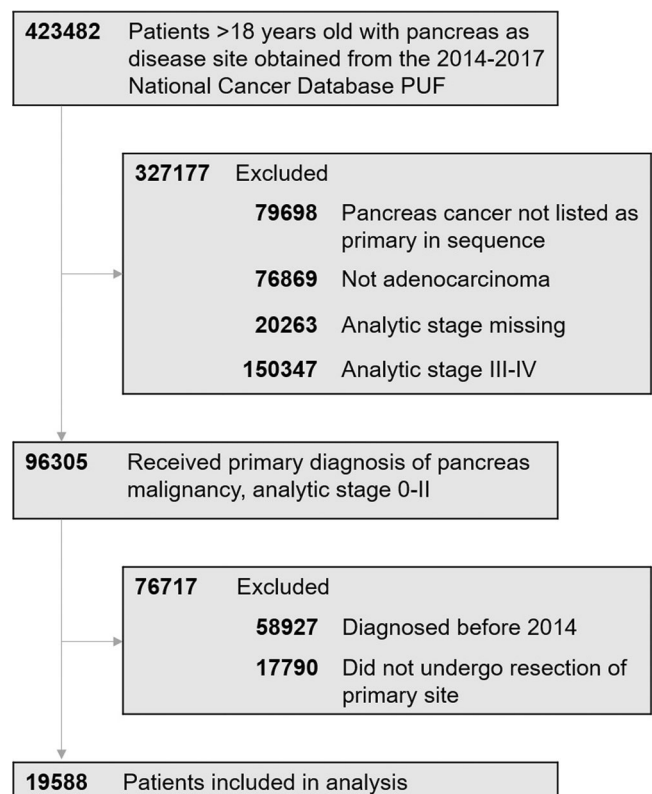 423482 Patients >18 years old with pancreas as
disease site obtained from the 2014-2017
National Cancer Database PUF
327177 Excluded
79698 Pancreas cancer not listed as
primary in sequence
76869 Not adenocarcinoma
20263 Analytic stage missing
150347 Analytic stage III-IV
96305 Received primary diagnosis of pancreas
malignancy, analytic stage 0-II
76717 Excluded
58927 Diagnosed before 2014
17790 Did not undergo resection of
primary site
19588 Patients included in analysis